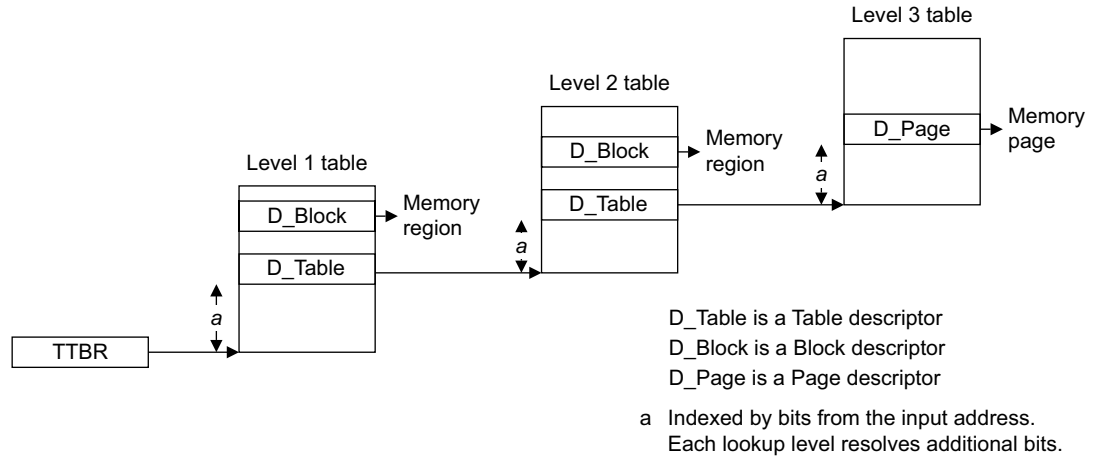 Level 3 table
Level 2 table
D_Page
Memory
page
D_Block
Memory
region
a
Level 1 table
D_Table
D_Block
Memory
region
a
D_Table
a
TTBR
D_Table is a Table descriptor
D_Block is a Block descriptor
D_Page is a Page descriptor
a Indexed by bits from the input address.
Each lookup level resolves additional bits.